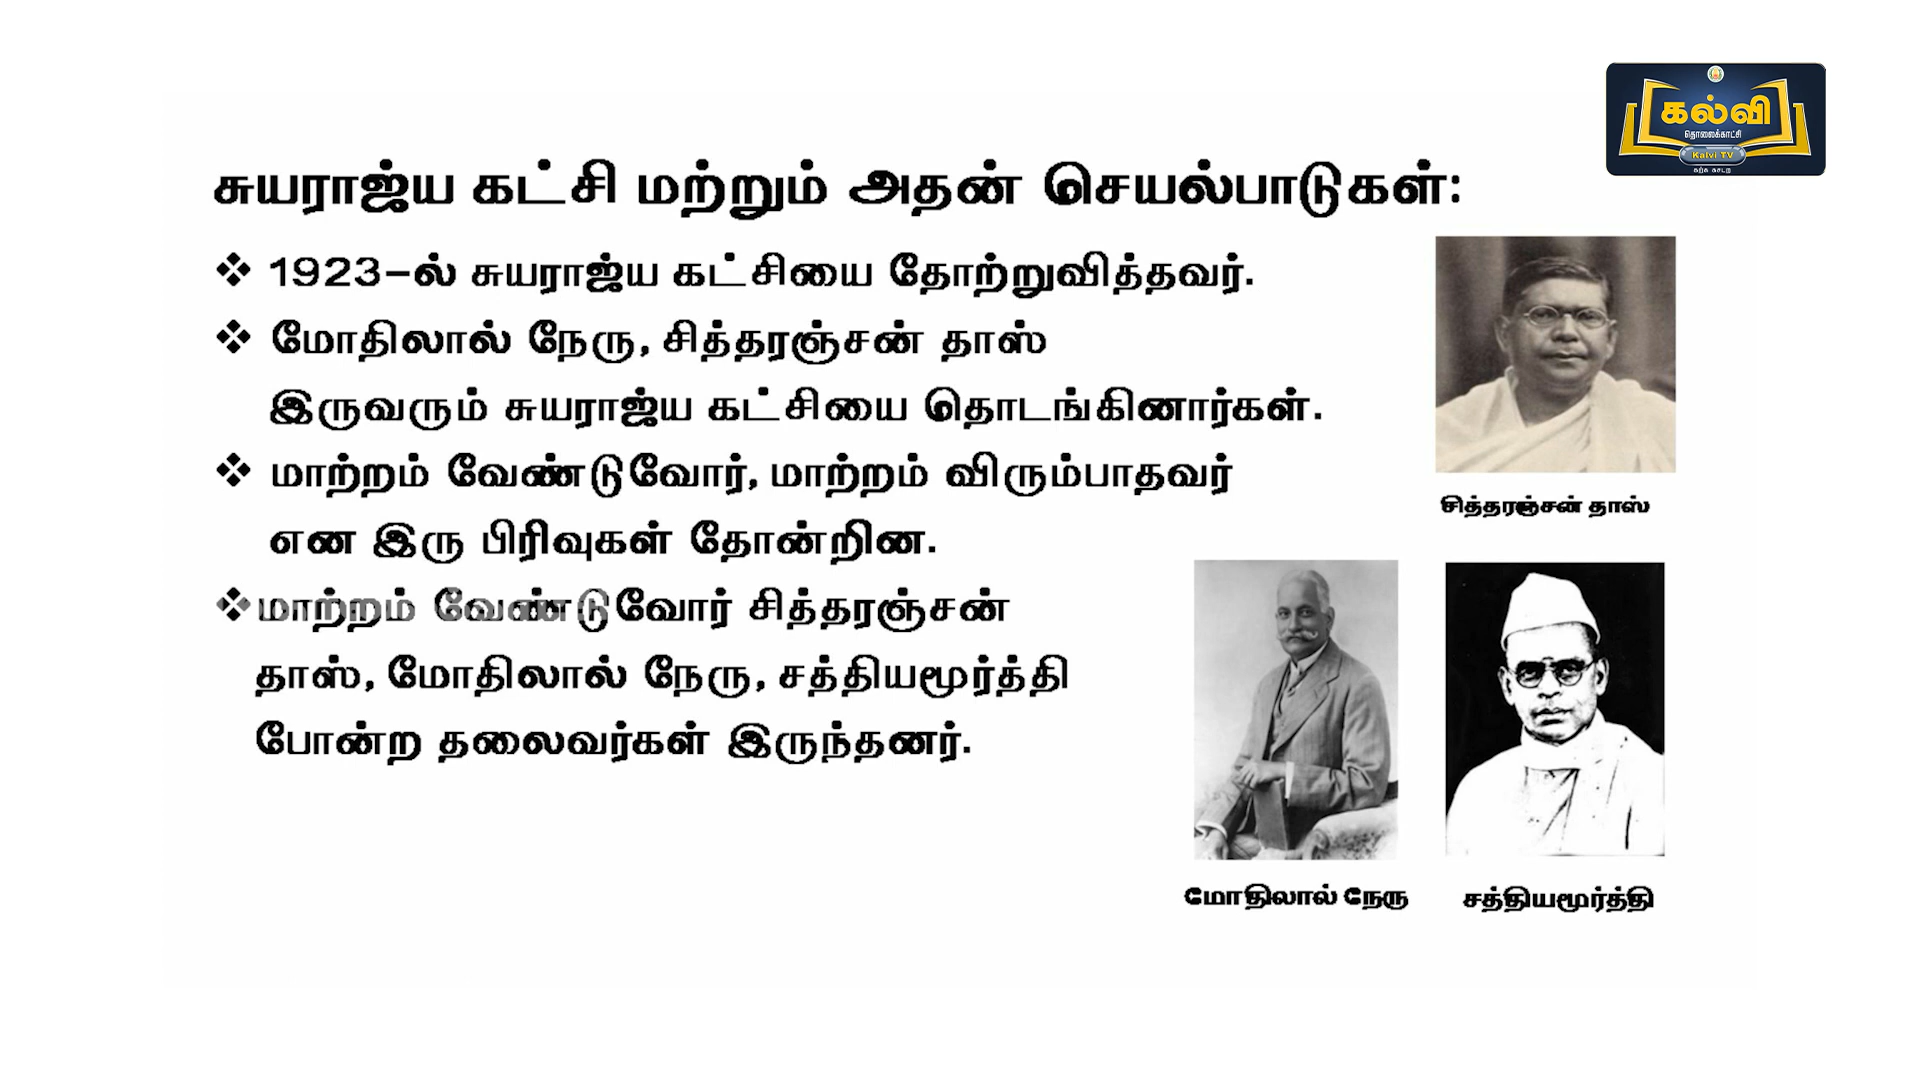 கல்வி
தொலைக்காட்சி
Kalvi TV
கற்க கசடற
சுயராஜ்ய கட்சி மற்றும் அதன் செயல்பாடுகள்:
❖ 1923-ல் சுயராஜ்ய கட்சியை தோற்றுவித்தவர்.
❖ மோதிலால் நேரு, சித்தரஞ்சன் தாஸ்
இருவரும் சுயராஜ்ய கட்சியை தொடங்கினார்கள்.
❖ மாற்றம் வேண்டுவோர், மாற்றம் விரும்பாதவர்
என இரு பிரிவுகள் தோன்றின.
❖மாற்றம் வேண்டுவோர் சித்தரஞ்சன்
தாஸ், மோதிலால் நேரு, சத்தியமூர்த்தி
போன்ற தலைவர்கள் இருந்தனர்.
சித்தரஞ்சன் தாஸ்
மோதிலால் நேரு
சத்தியமூர்த்தி